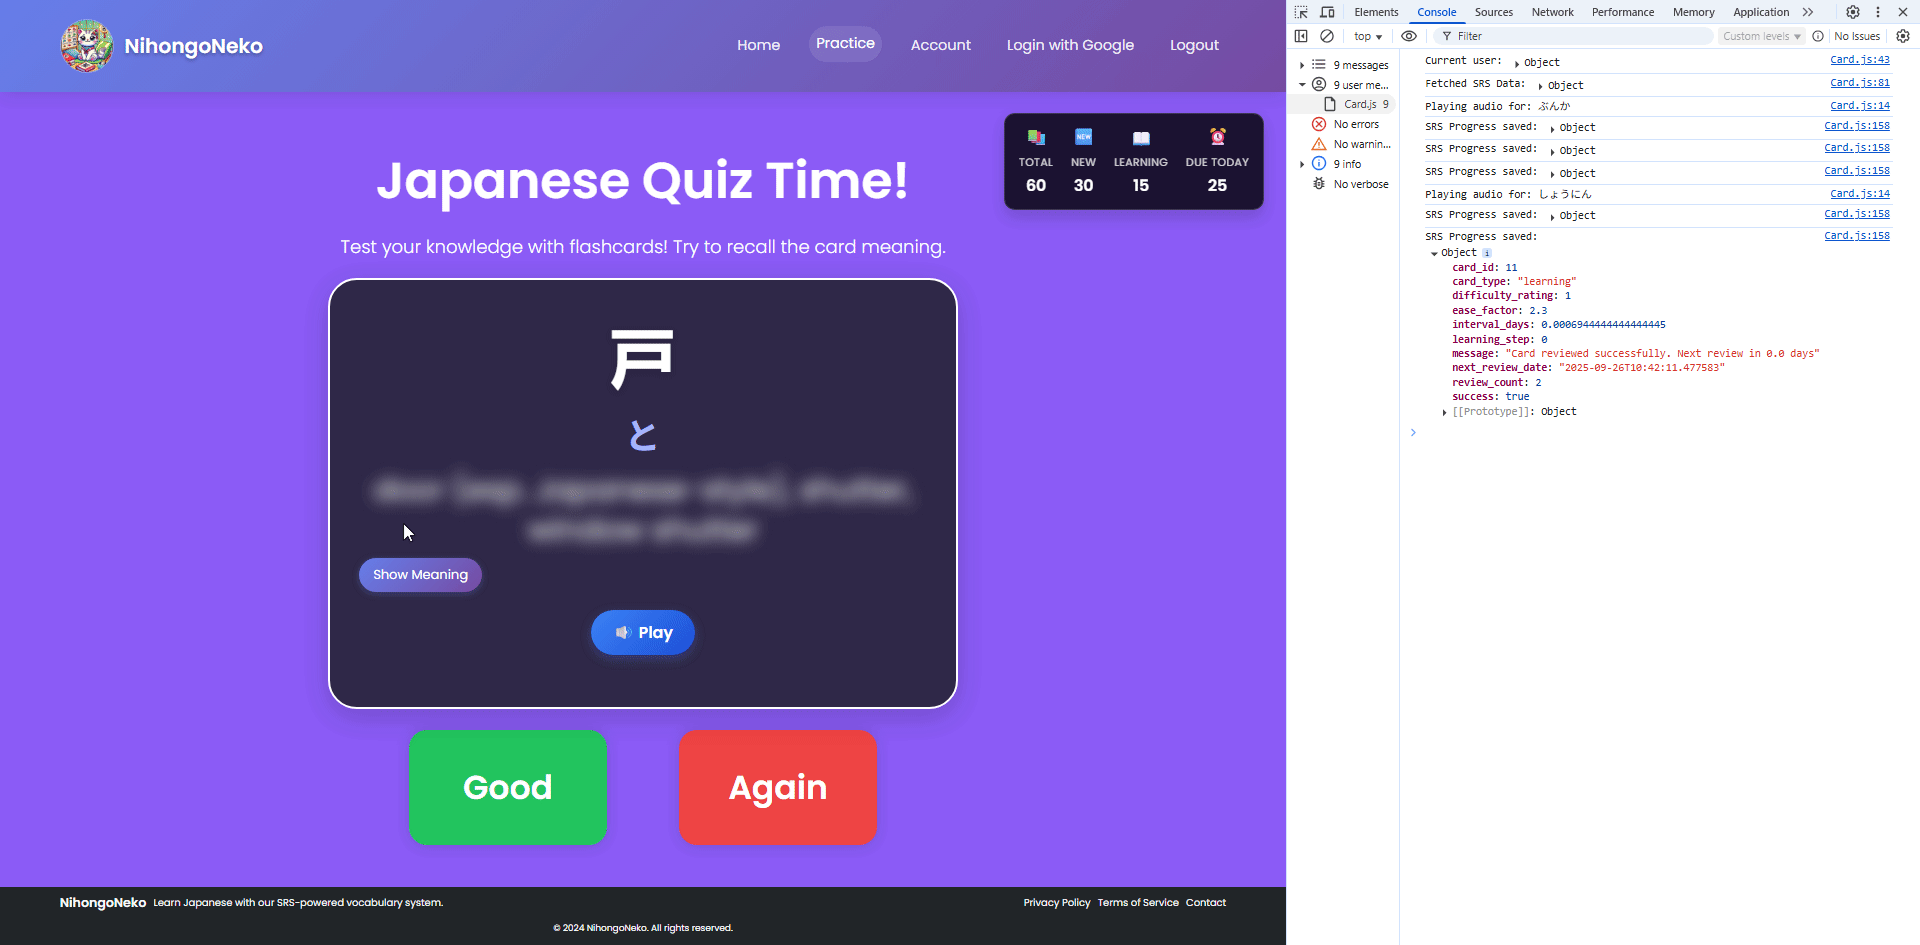 NihongoNeko
Home Practice Account Login with Google Logout
TOTAL NEW LEARNING DUE TODAY
60 30 15 25
Japanese Quiz Time!
Test your knowledge with flashcards! Try to recall the card meaning.
戸
と
door (esp. Japanese-style), shutter,
window shutter
Show Meaning
Play
Good
Again
NihongoNeko Learn Japanese with our SRS-powered vocabulary system.
Privacy Policy Terms of Service Contact
© 2024 NihongoNeko. All rights reserved.
Elements Console Sources Network Performance Memory Application
top Filter Custom levels No Issues
9 messages
9 user me...
Card.js 9
No errors
No warnin...
9 info
No verbose
Current user: Object Card.js:43
Fetched SRS Data: Object Card.js:81
Playing audio for: ぶんか Card.js:14
SRS Progress saved: Object Card.js:158
SRS Progress saved: Object Card.js:158
SRS Progress saved: Object Card.js:158
Playing audio for: しょうにん Card.js:14
SRS Progress saved: Object Card.js:158
SRS Progress saved: Card.js:158
Object
card_id: 11
card_type: "learning"
difficulty_rating: 1
ease_factor: 2.3
interval_days: 0.0006944444444444445
learning_step: 0
message: "Card reviewed successfully. Next review in 0.0 days"
next_review_date: "2025-09-26T10:42:11.477583"
review_count: 2
success: true
[[Prototype]]: Object